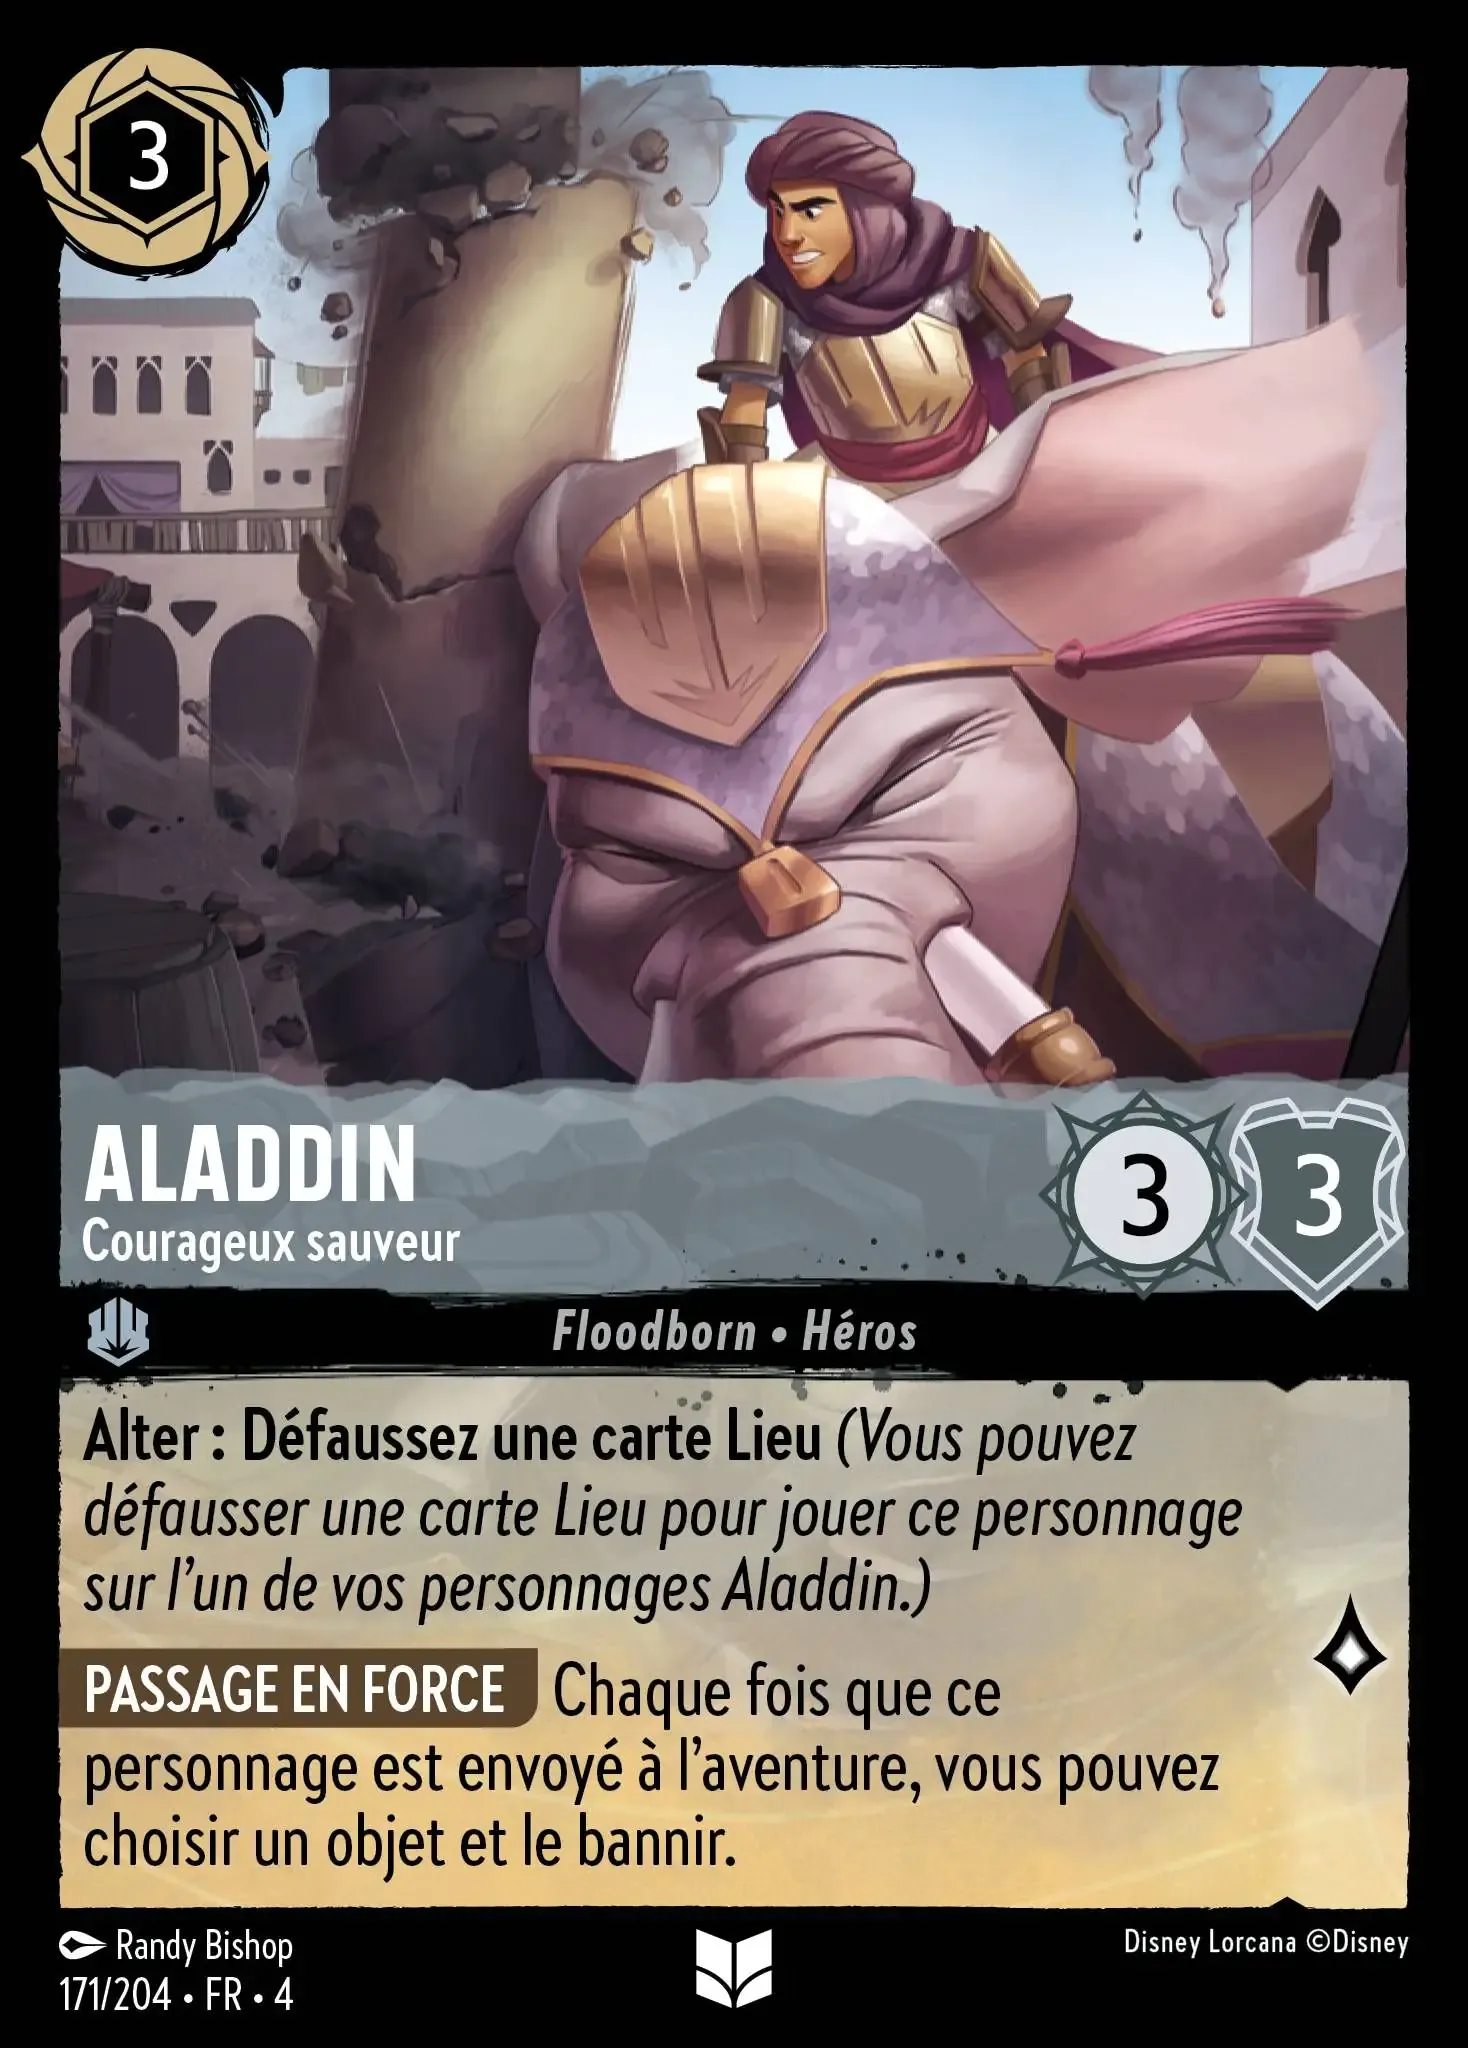 3
ALADDIN
Courageux sauveur
3
3
Floodborn • Héros
Alter : Défaussez une carte Lieu (Vous pouvez
défausser une carte Lieu pour jouer ce personnage
sur l’un de vos personnages Aladdin.)
PASSAGE EN FORCE Chaque fois que ce
personnage est envoyé à l’aventure, vous pouvez
choisir un objet et le bannir.
Randy Bishop
171/204 • FR • 4
Disney Lorcana ©Disney